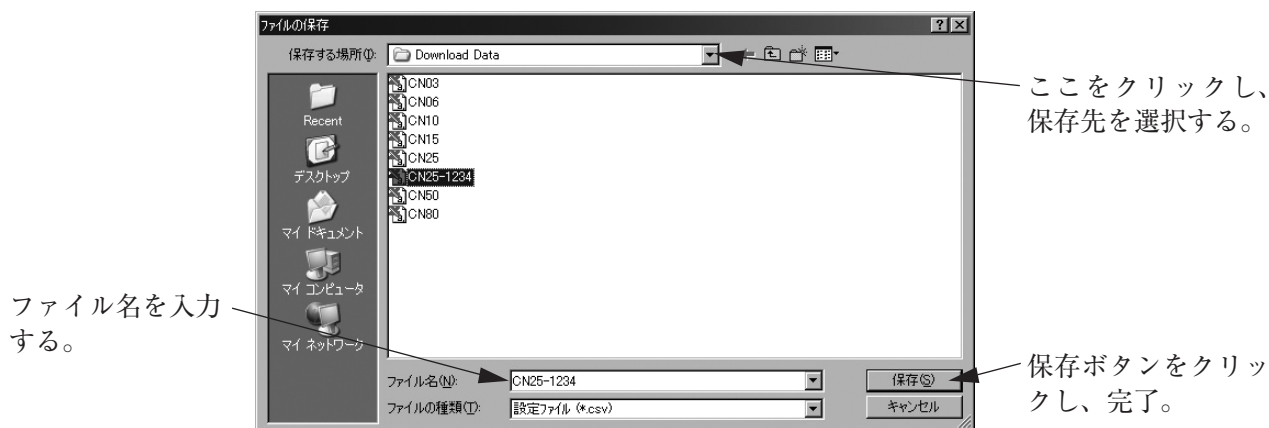 ファイルの保存
保存する場所(I):
Download Data
ここをクリックし、
保存先を選択する。
Recent
デスクトップ
マイ ドキュメント
マイ コンピュータ
マイ ネットワーク
CN03
CN06
CN10
CN15
CN25
CN25-1234
CN50
CN80
ファイル名を入力
する。
ファイル名(N):
CN25-1234
保存(S)
ファイルの種類(T):
設定ファイル (*.csv)
キャンセル
保存ボタンをクリッ
クし、完了。